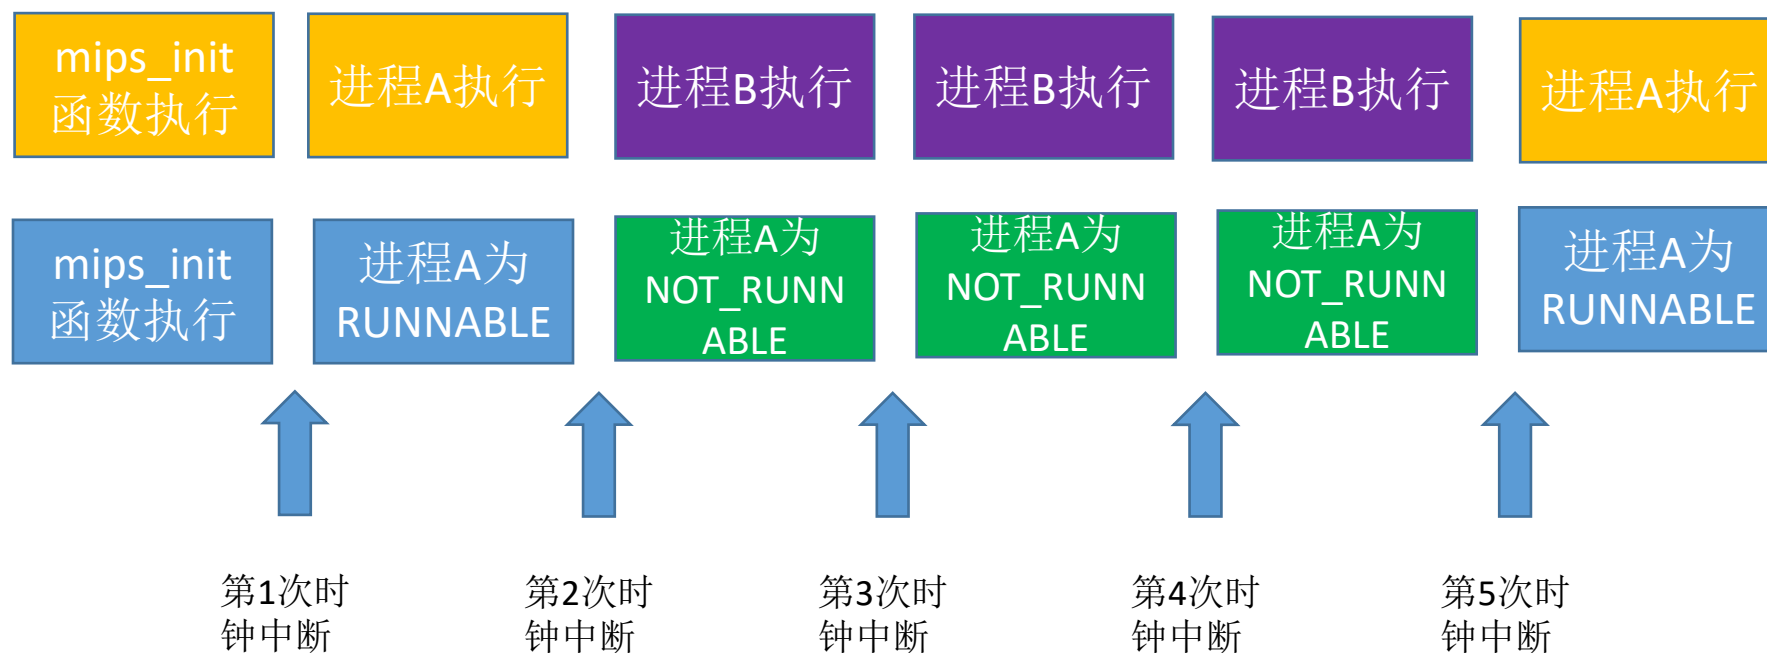 mips_init
函数执行
进程A执行
进程B执行
进程B执行
进程B执行
进程A执行
mips_init
函数执行
进程A为
RUNNABLE
进程A为
NOT_RUNN
ABLE
进程A为
NOT_RUNN
ABLE
进程A为
NOT_RUNN
ABLE
进程A为
RUNNABLE
第1次时
钟中断
第2次时
钟中断
第3次时
钟中断
第4次时
钟中断
第5次时
钟中断